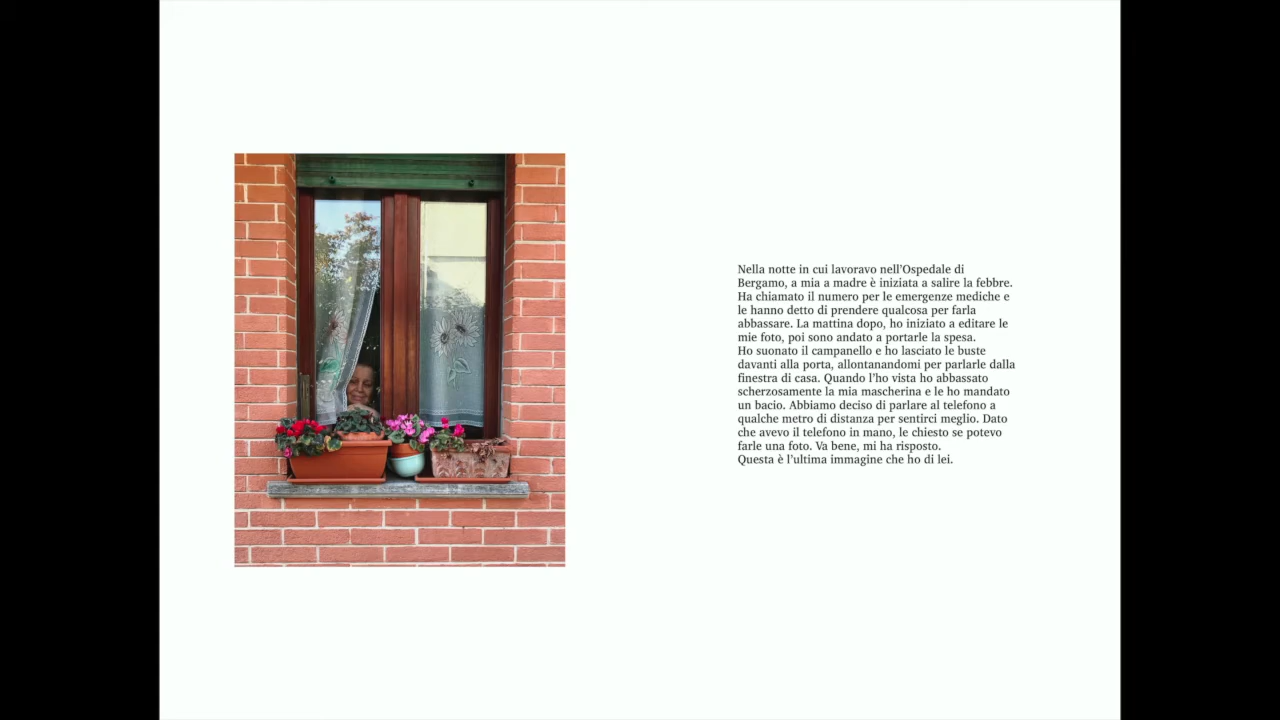 Nella notte in cui lavoravo nell’Ospedale di
Bergamo, a mia a madre è iniziata a salire la febbre.
Ha chiamato il numero per le emergenze mediche e
le hanno detto di prendere qualcosa per farla
abbassare. La mattina dopo, ho iniziato a editare le
mie foto, poi sono andato a portarle la spesa.
Ho suonato il campanello e ho lasciato le buste
davanti alla porta, allontanandomi per parlarle dalla
finestra di casa. Quando l’ho vista ho abbassato
scherzosamente la mia mascherina e le ho mandato
un bacio. Abbiamo deciso di parlare al telefono a
qualche metro di distanza per sentirci meglio. Dato
che avevo il telefono in mano, le chiesto se potevo
farle una foto. Va bene, mi ha risposto.
Questa è l’ultima immagine che ho di lei.